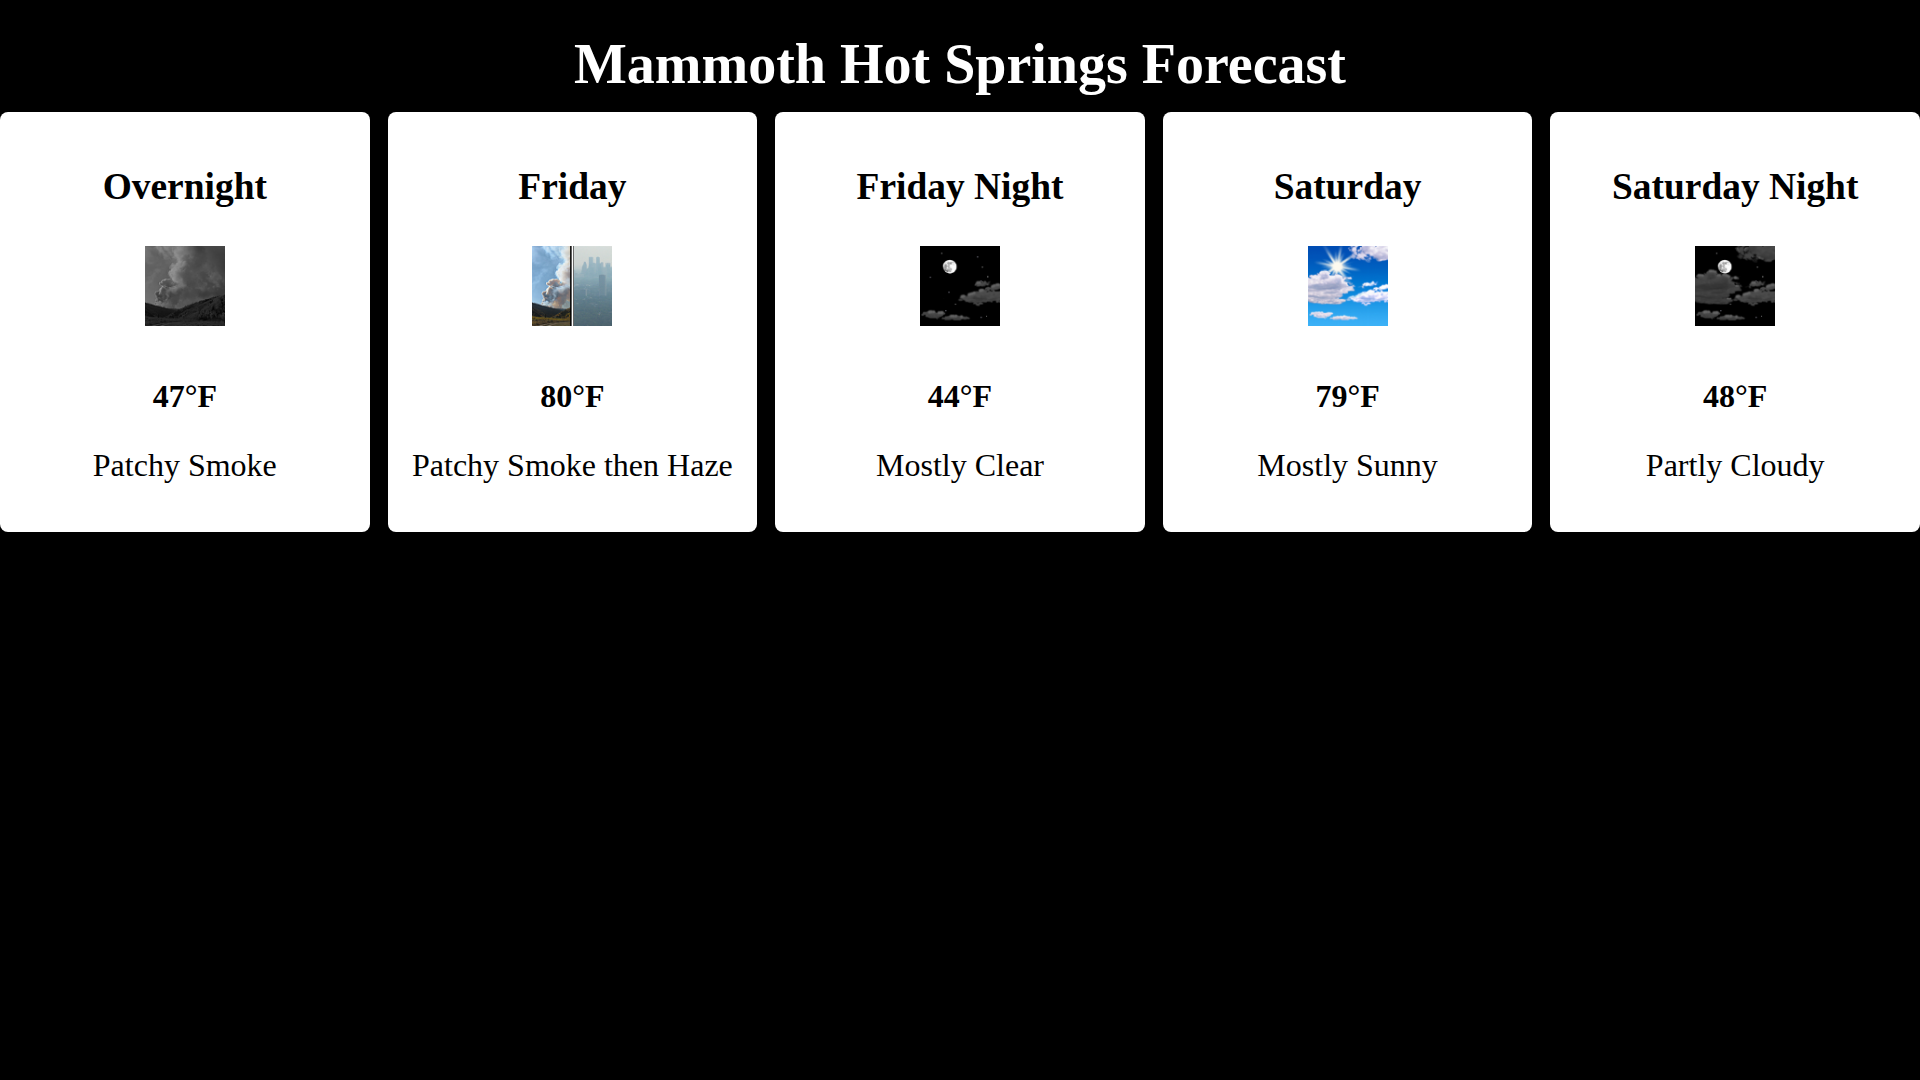 Mammoth Hot Springs Forecast
Overnight
47°F
Patchy Smoke
Friday
80°F
Patchy Smoke then Haze
Friday Night
44°F
Mostly Clear
Saturday
79°F
Mostly Sunny
Saturday Night
48°F
Partly Cloudy